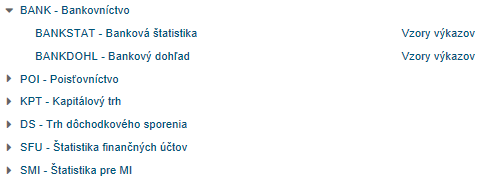 BANK - Bankovníctvo
BANKSTAT - Banková štatistika Vzory výkazov
BANKDOHL - Bankový dohľad Vzory výkazov
POI - Poisťovníctvo
KPT - Kapitálový trh
DS - Trh dôchodkového sporenia
SFU - Štatistika finančných účtov
SMI - Štatistika pre MI